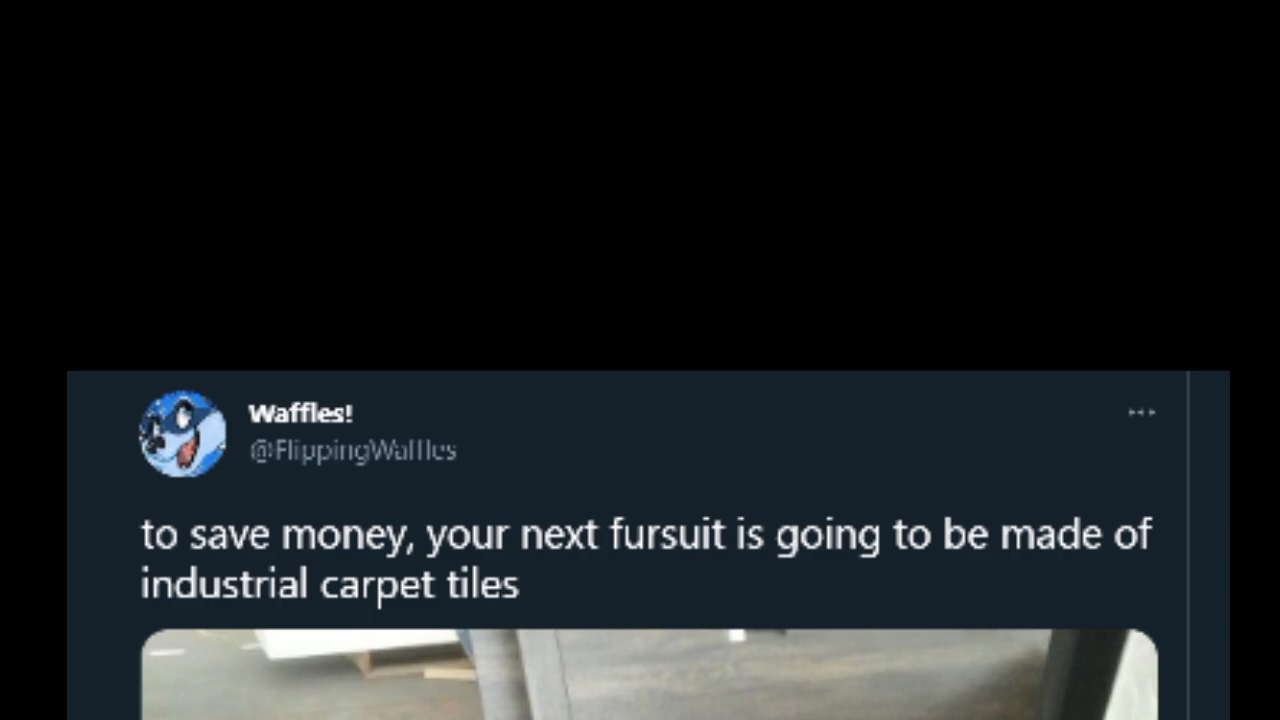 Waffles!
@FlippingWaffles
to save money, your next fursuit is going to be made of
industrial carpet tiles